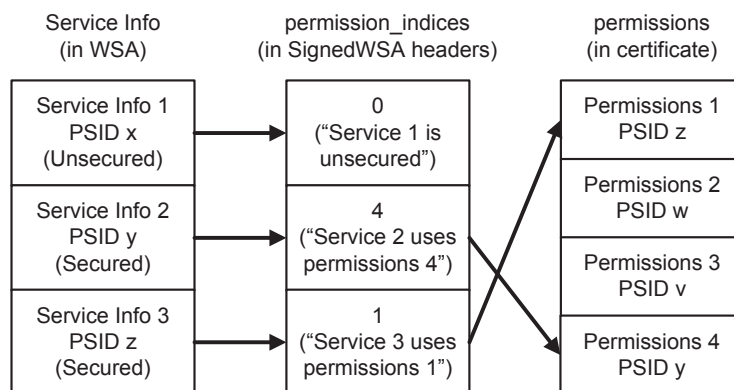 Service Info
(in WSA)
permission_indices
(in SignedWSA headers)
permissions
(in certificate)
Service Info 1
PSID x
(Unsecured)
0
(“Service 1 is
unsecured”)
Permissions 1
PSID z
Permissions 2
PSID w
Service Info 2
PSID y
(Secured)
4
(“Service 2 uses
permissions 4”)
Permissions 3
PSID v
Service Info 3
PSID z
(Secured)
1
(“Service 3 uses
permissions 1”)
Permissions 4
PSID y